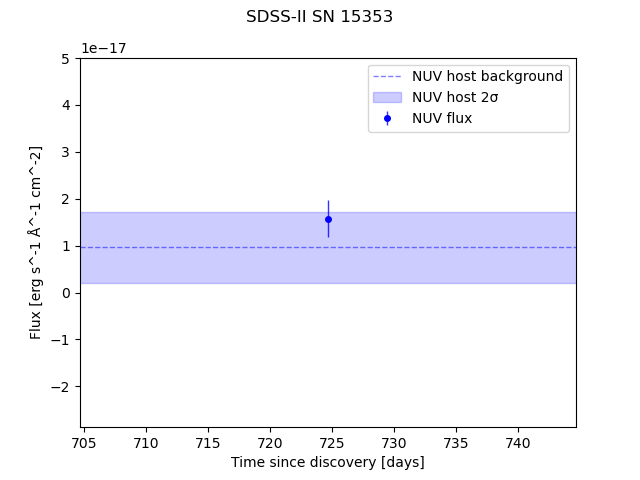 SDSS-II SN 15353
1e−17
NUV host background
NUV host 2σ
NUV flux
5
4
3
2
1
0
−1
−2
Flux [erg s^-1 Å^-1 cm^-2]
705 710 715 720 725 730 735 740
Time since discovery [days]